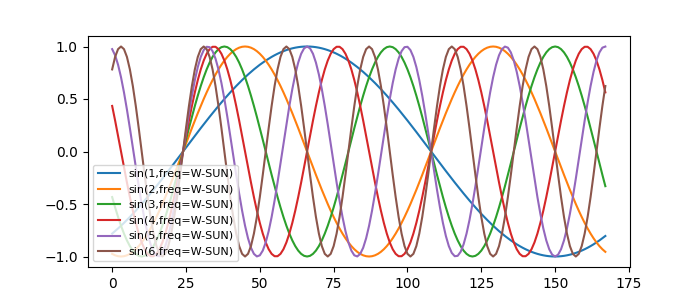 1.0
0.5
0.0
−0.5
−1.0
sin(1,freq=W-SUN)
sin(2,freq=W-SUN)
sin(3,freq=W-SUN)
sin(4,freq=W-SUN)
sin(5,freq=W-SUN)
sin(6,freq=W-SUN)
0 25 50 75 100 125 150 175